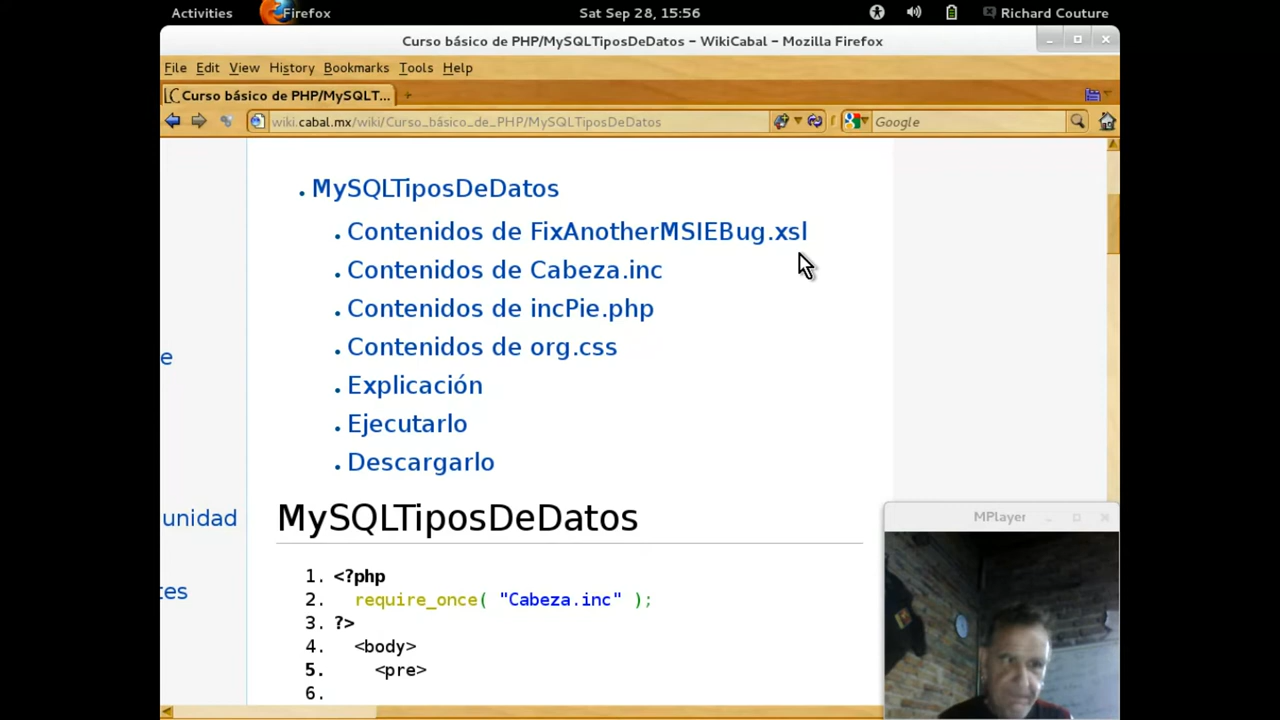 Activities Firefox Sat Sep 28, 15:56 Richard Couture
Curso básico de PHP/MySQLTiposDeDatos - WikiCabal - Mozilla Firefox
File Edit View History Bookmarks Tools Help
Curso básico de PHP/MySQLT...
wiki.cabal.mx/wiki/Curso_básico_de_PHP/MySQLTiposDeDatos Google
MySQLTiposDeDatos
Contenidos de FixAnotherMSIEBug.xsl
Contenidos de Cabeza.inc
Contenidos de incPie.php
Contenidos de org.css
e
Explicación
Ejecutarlo
Descargarlo
unidad
tes
MySQLTiposDeDatos
1. <?php
2. require_once( "Cabeza.inc" );
3. ?>
4. <body>
5. <pre>
6.
MPlayer